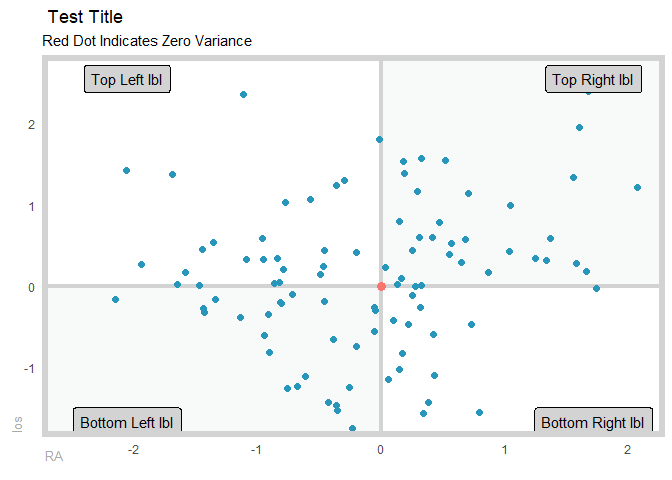 Test Title
Red Dot Indicates Zero Variance
Top Left lbl
Top Right lbl
2
1
0
-1
Bottom Left lbl
Bottom Right lbl
los
RA
-2
-1
0
1
2